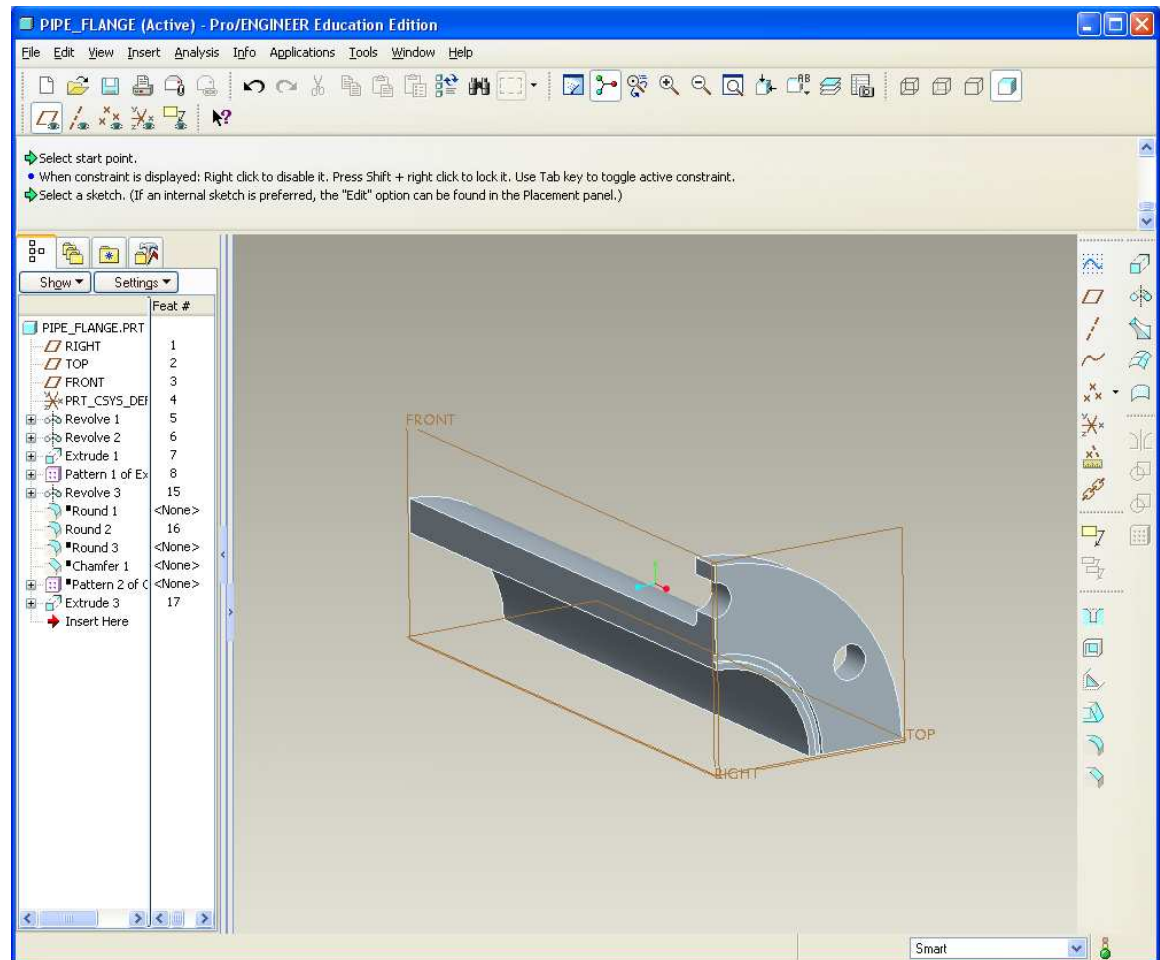 PIPE_FLANGE (Active) - Pro/ENGINEER Education Edition
File Edit View Insert Analysis Info Applications Tools Window Help
Select start point.
• When constraint is displayed: Right click to disable it. Press Shift + right click to lock it. Use Tab key to toggle active constraint.
Select a sketch. (If an internal sketch is preferred, the "Edit" option can be found in the Placement panel.)
Show Settings
Feat #
PIPE_FLANGE.PRT
RIGHT 1
TOP 2
FRONT 3
PRT_CSYS_DEF 4
Revolve 1 5
Revolve 2 6
Extrude 1 7
Pattern 1 of Ex 8
Revolve 3 15
Round 1 <None>
Round 2 16
Round 3 <None>
Chamfer 1 <None>
Pattern 2 of C <None>
Extrude 3 17
Insert Here
FRONT
TOP
RIGHT
Smart